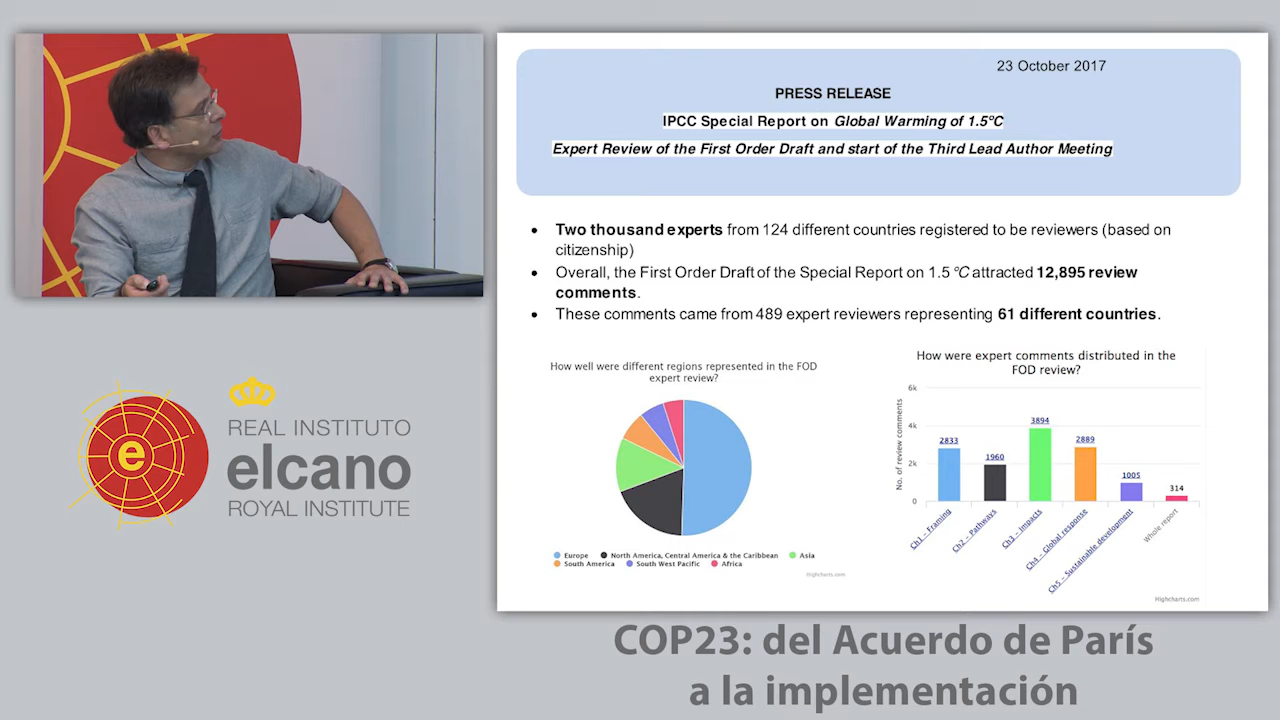 23 October 2017
PRESS RELEASE
IPCC Special Report on Global Warming of 1.5°C
Expert Review of the First Order Draft and start of the Third Lead Author Meeting
• Two thousand experts from 124 different countries registered to be reviewers (based on
citizenship)
• Overall, the First Order Draft of the Special Report on 1.5 °C attracted 12,895 review
comments.
• These comments came from 489 expert reviewers representing 61 different countries.
How well were different regions represented in the FOD
expert review?
Europe
North America, Central America & the Caribbean
Asia
South America
South West Pacific
Africa
Highcharts.com
How were expert comments distributed in the
FOD review?
No. of review comments
6k
4k
2k
0
2833
1960
3894
2889
1005
314
Ch1 - Framing
Ch2 - Pathways
Ch3 - Impacts
Ch4 - Global response
Ch5 - Sustainable development
Whole report
Highcharts.com
e
REAL INSTITUTO
elcano
ROYAL INSTITUTE
COP23: del Acuerdo de París
a la implementación